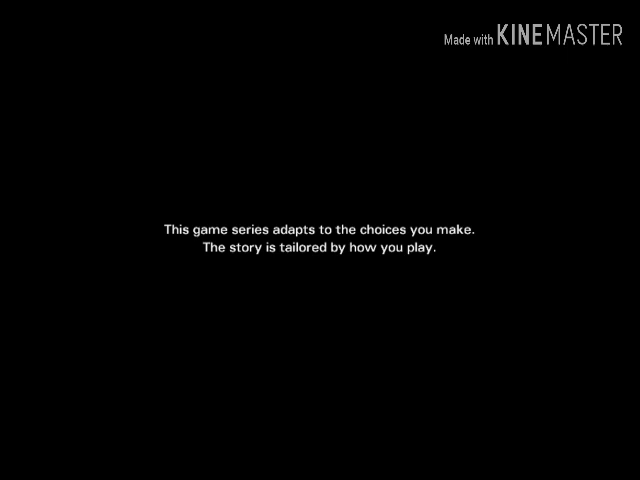 Made with KINEMASTER
This game series adapts to the choices you make.
The story is tailored by how you play.